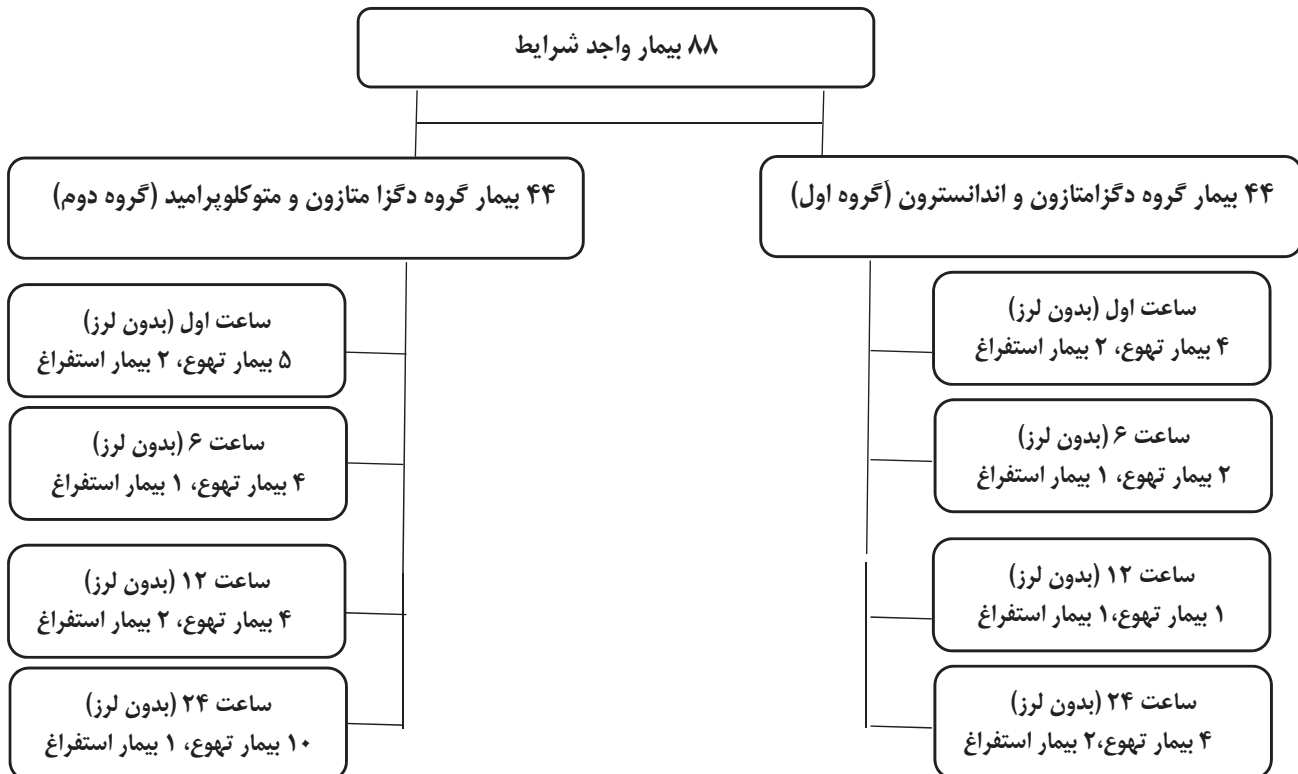 ۸۸ بیمار واجد شرایط
۴۴ بیمار گروه دگزامتازون و اندانسترون (گروه اول)
۴۴ بیمار گروه دگزا متازون و متوکلوپرامید (گروه دوم)
ساعت اول (بدون لرز)
۴ بیمار تهوع، ۲ بیمار استفراغ
ساعت ۶ (بدون لرز)
۲ بیمار تهوع، ۱ بیمار استفراغ
ساعت ۱۲ (بدون لرز)
۱ بیمار تهوع،۱ بیمار استفراغ
ساعت ۲۴ (بدون لرز)
۴ بیمار تهوع،۲ بیمار استفراغ
ساعت اول (بدون لرز)
۵ بیمار تهوع، ۲ بیمار استفراغ
ساعت ۶ (بدون لرز)
۴ بیمار تهوع، ۱ بیمار استفراغ
ساعت ۱۲ (بدون لرز)
۴ بیمار تهوع، ۲ بیمار استفراغ
ساعت ۲۴ (بدون لرز)
۱۰ بیمار تهوع، ۱ بیمار استفراغ